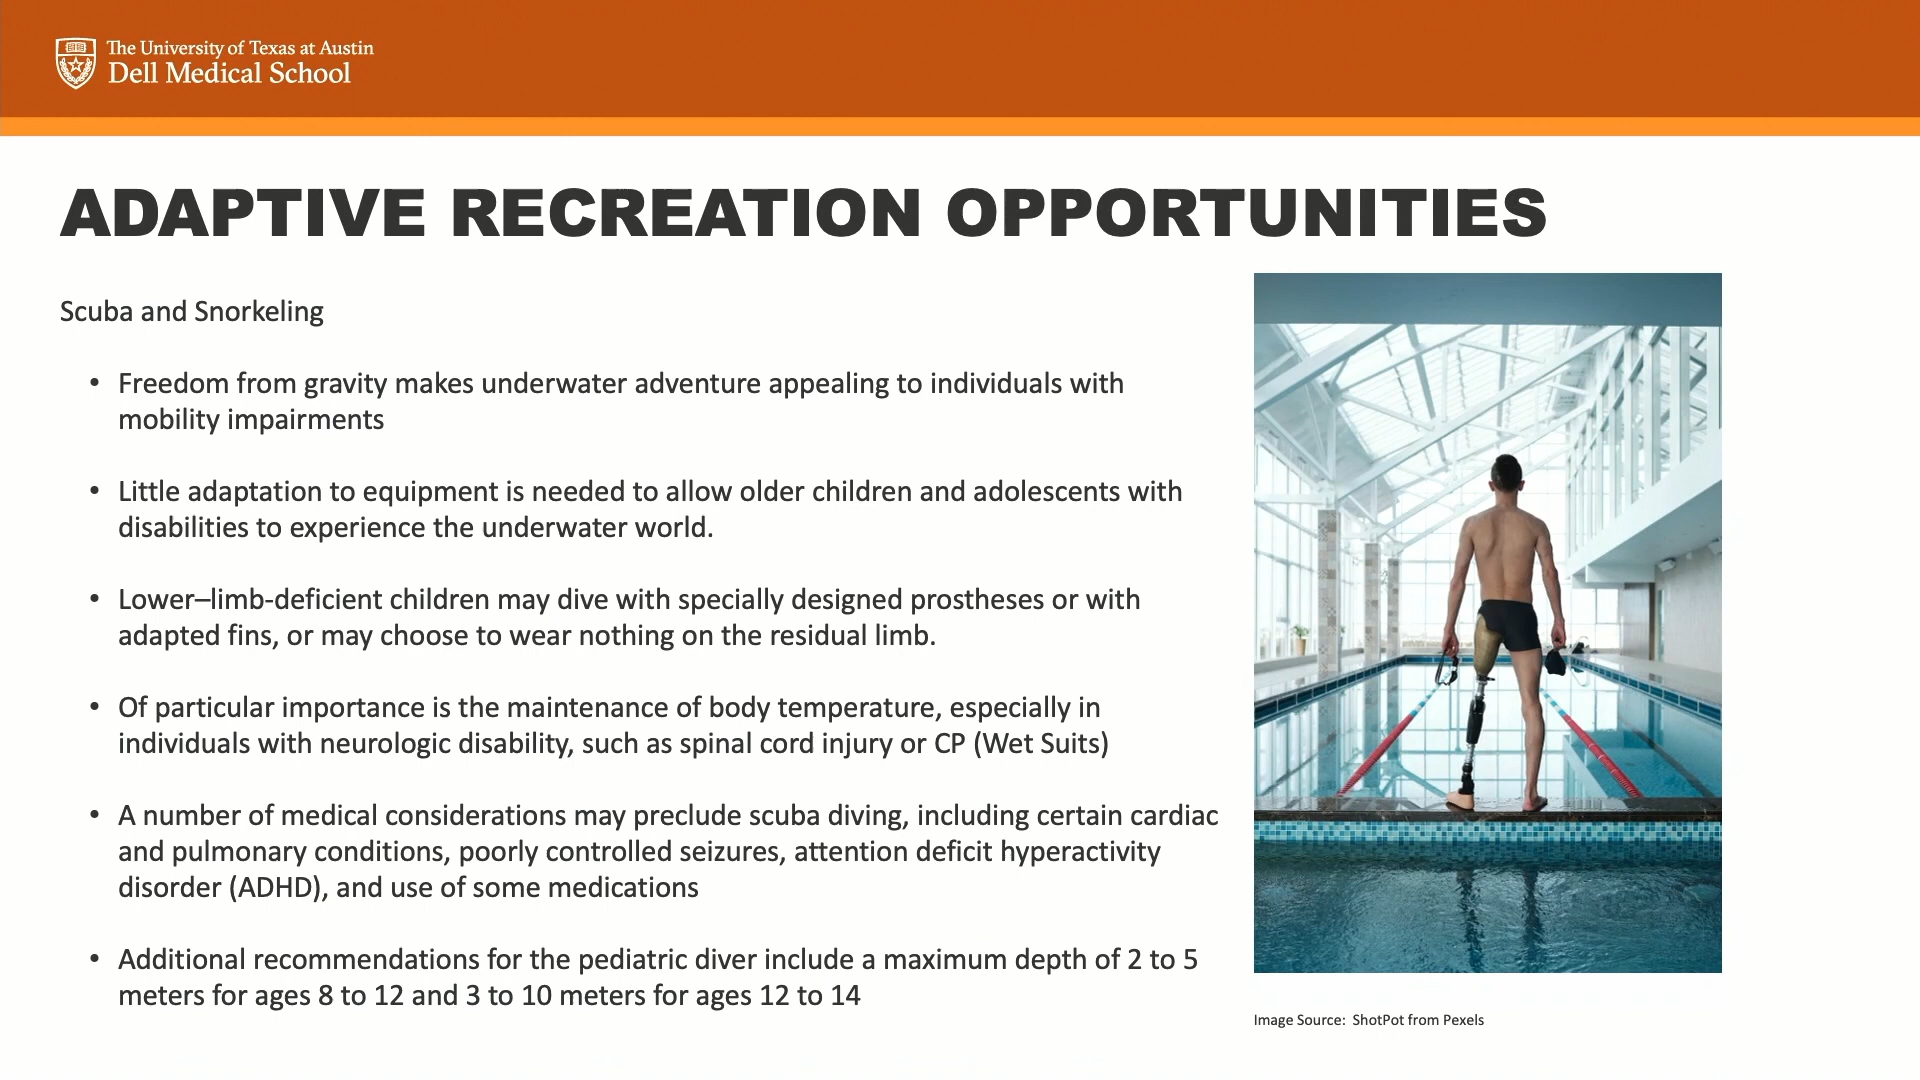 The University of Texas at Austin
Dell Medical School
ADAPTIVE RECREATION OPPORTUNITIES
Scuba and Snorkeling
• Freedom from gravity makes underwater adventure appealing to individuals with
mobility impairments
• Little adaptation to equipment is needed to allow older children and adolescents with
disabilities to experience the underwater world.
• Lower–limb-deficient children may dive with specially designed prostheses or with
adapted fins, or may choose to wear nothing on the residual limb.
• Of particular importance is the maintenance of body temperature, especially in
individuals with neurologic disability, such as spinal cord injury or CP (Wet Suits)
• A number of medical considerations may preclude scuba diving, including certain cardiac
and pulmonary conditions, poorly controlled seizures, attention deficit hyperactivity
disorder (ADHD), and use of some medications
• Additional recommendations for the pediatric diver include a maximum depth of 2 to 5
meters for ages 8 to 12 and 3 to 10 meters for ages 12 to 14
Image Source: ShotPot from Pexels